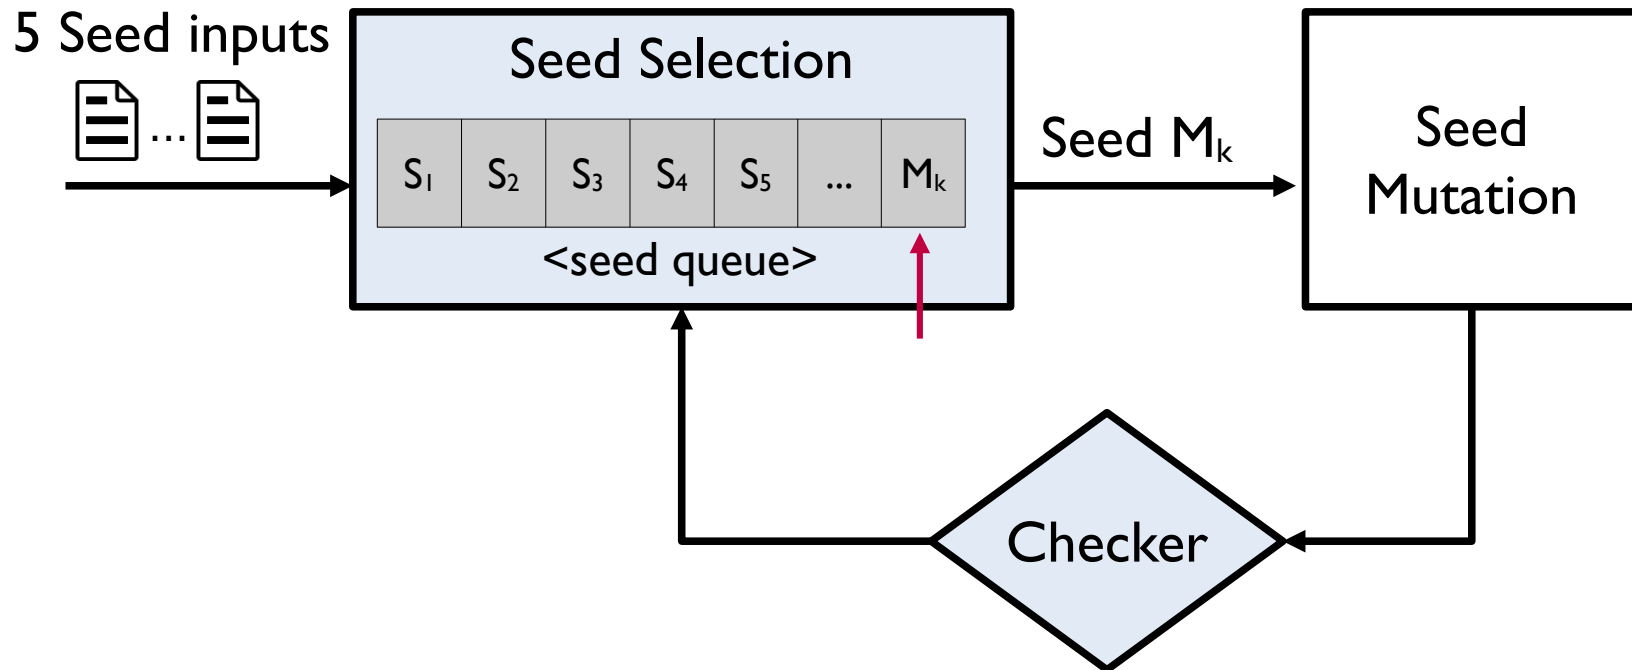 5 Seed inputs
...
Seed Selection
S₁ S₂ S₃ S₄ S₅ ... Mₖ
<seed queue>
Seed Mₖ
Seed
Mutation
Checker